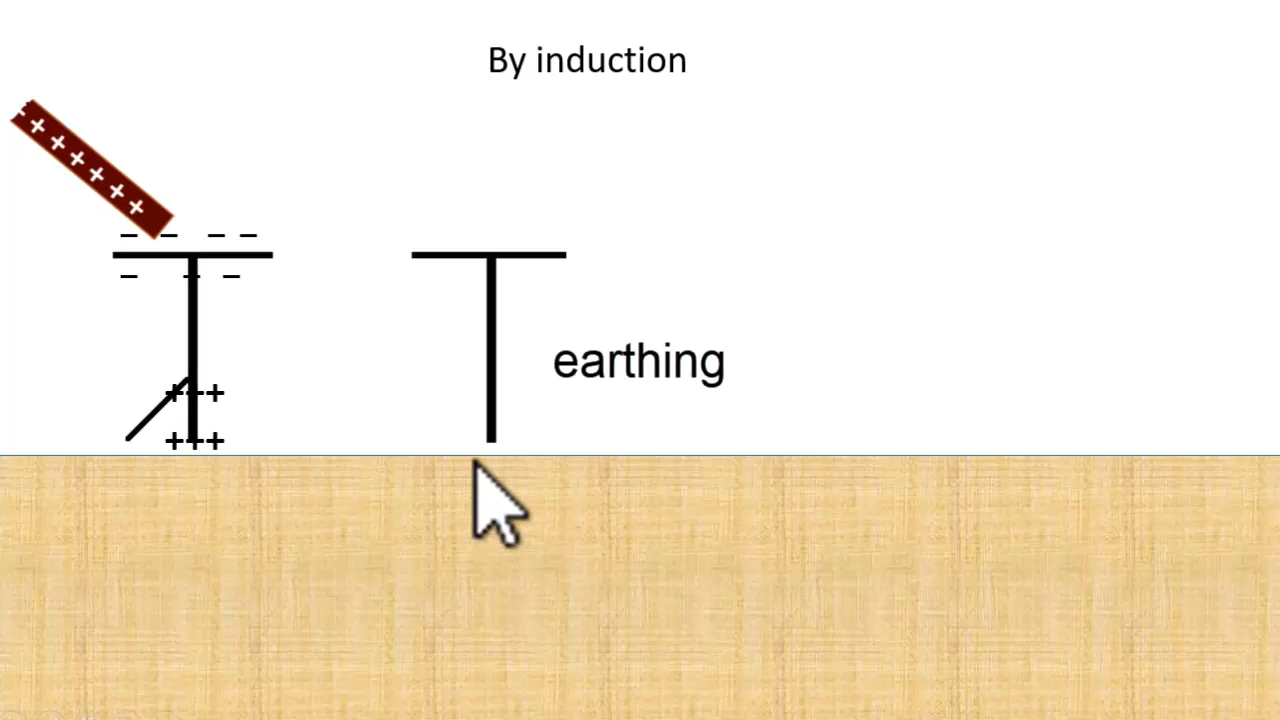 By induction
+ + + + + +
– – – –
– – –
earthing
+++
+++